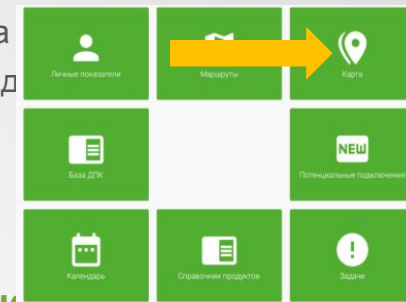 а
Личные показатели Маршруты Карта
д
NEW
База ДПК Потенциальные подключения
Календарь Справочник продуктов Задачи